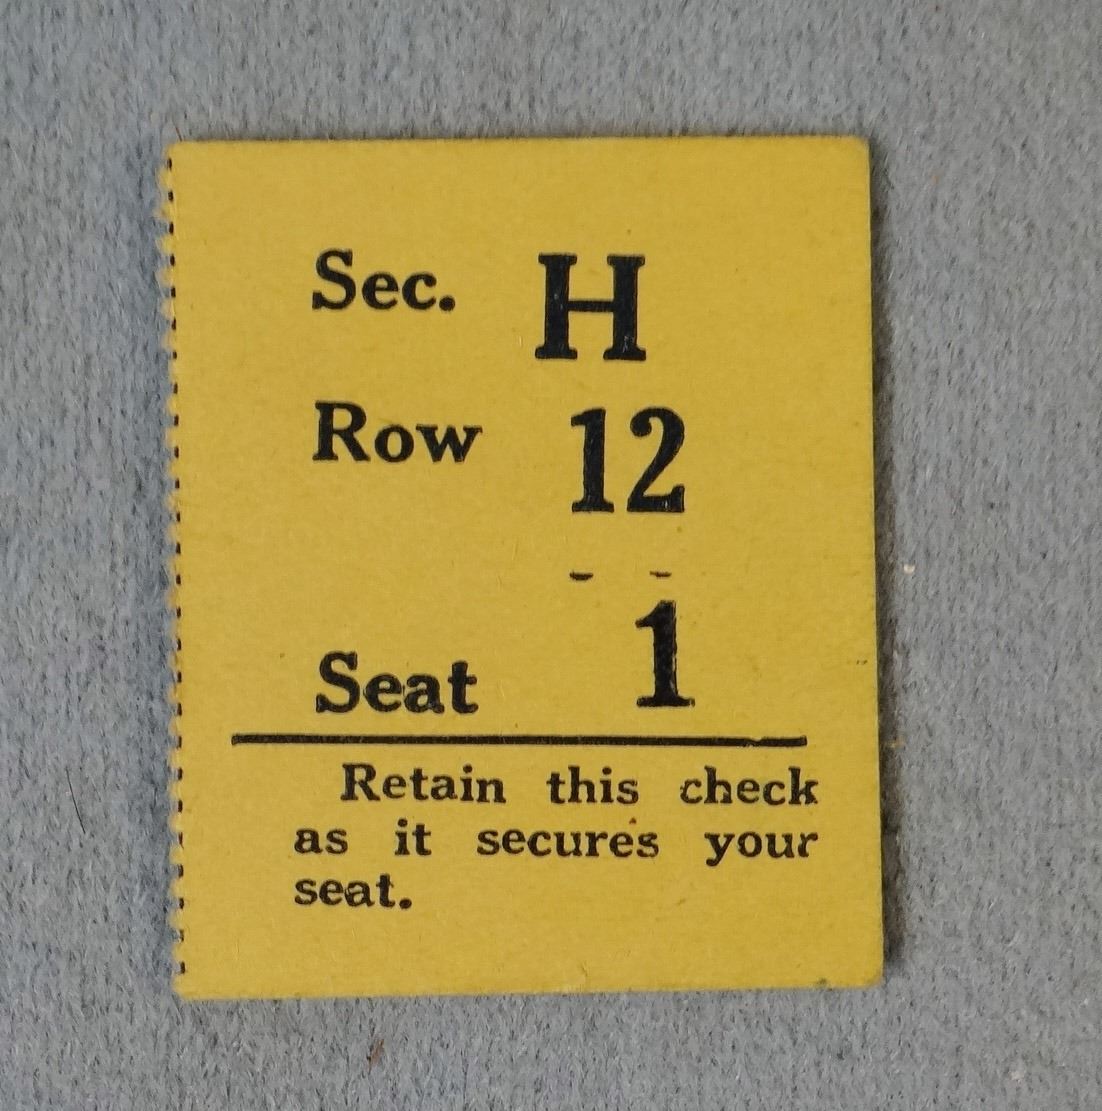 Sec. H
Row 12
Seat 1
Retain this check
as it secures your
seat.